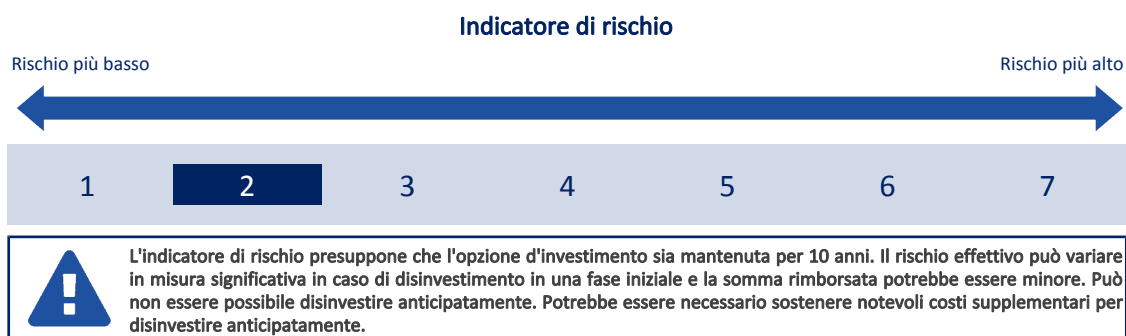 Indicatore di rischio
Rischio più basso
Rischio più alto
1 2 3 4 5 6 7
L'indicatore di rischio presuppone che l'opzione d'investimento sia mantenuta per 10 anni. Il rischio effettivo può variare
in misura significativa in caso di disinvestimento in una fase iniziale e la somma rimborsata potrebbe essere minore. Può
non essere possibile disinvestire anticipatamente. Potrebbe essere necessario sostenere notevoli costi supplementari per
disinvestire anticipatamente.